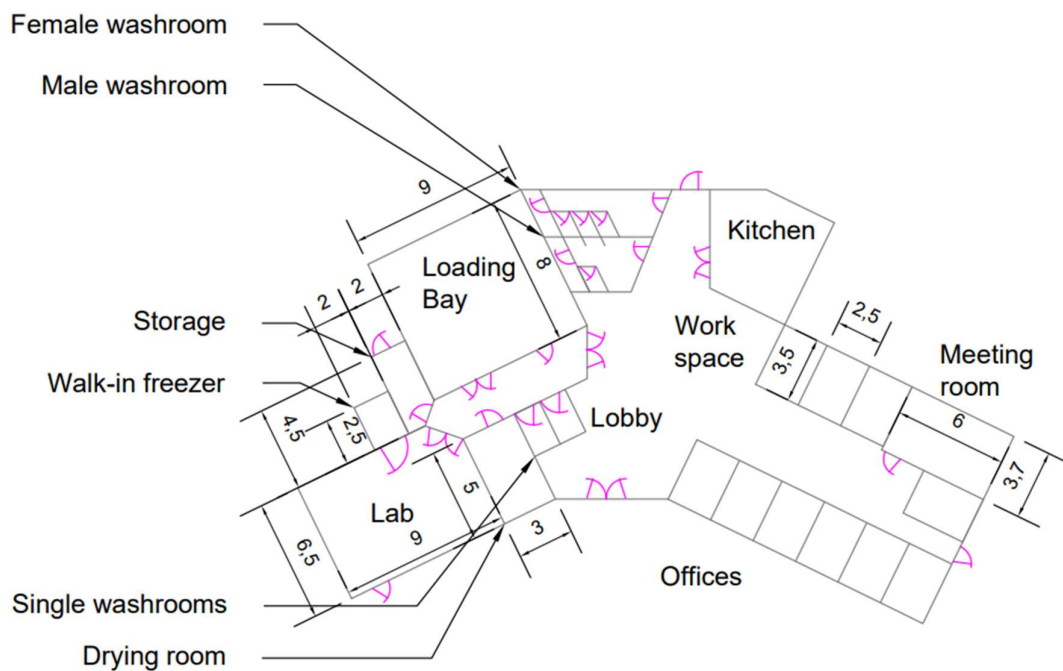 Female washroom
Male washroom
9
Kitchen
Loading
Bay
8
2
2
Storage
Work
space
2,5
Meeting
room
Walk-in freezer
3,5
Lobby
6
4,5
2,5
3,7
5
Lab
9
3
6,5
Offices
Single washrooms
Drying room